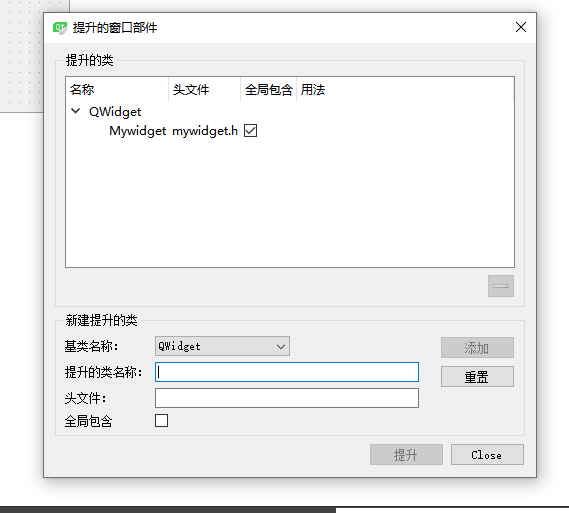 提升的窗口部件
提升的类
名称 头文件 全局包含 用法
QWidget
Mywidget mywidget.h
新建提升的类
基类名称： QWidget 添加
提升的类名称： 重置
头文件：
全局包含
提升 Close